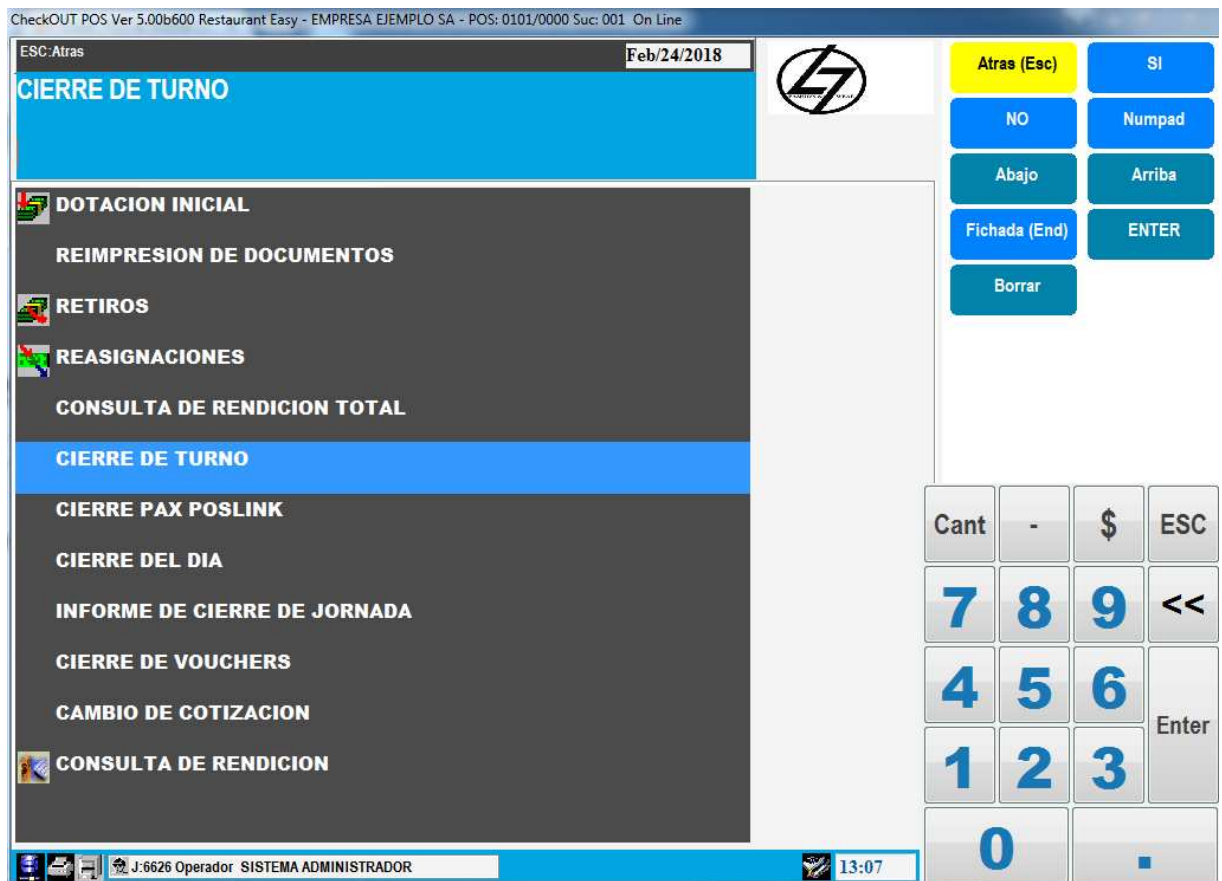 CheckOUT POS Ver 5.00b600 Restaurant Easy - EMPRESA EJEMPLO SA - POS: 0101/0000 Suc: 001 On Line
ESC:Atras
Feb/24/2018
CIERRE DE TURNO
DOTACION INICIAL
REIMPRESION DE DOCUMENTOS
RETIROS
REASIGNACIONES
CONSULTA DE RENDICION TOTAL
CIERRE DE TURNO
CIERRE PAX POSLINK
CIERRE DEL DIA
INFORME DE CIERRE DE JORNADA
CIERRE DE VOUCHERS
CAMBIO DE COTIZACION
CONSULTA DE RENDICION
J:6626 Operador SISTEMA ADMINISTRADOR
13:07
Atras (Esc) SI
NO Numpad
Abajo Arriba
Fichada (End) ENTER
Borrar
Cant - $ ESC
7 8 9 <<
4 5 6
Enter
1 2 3
0 .